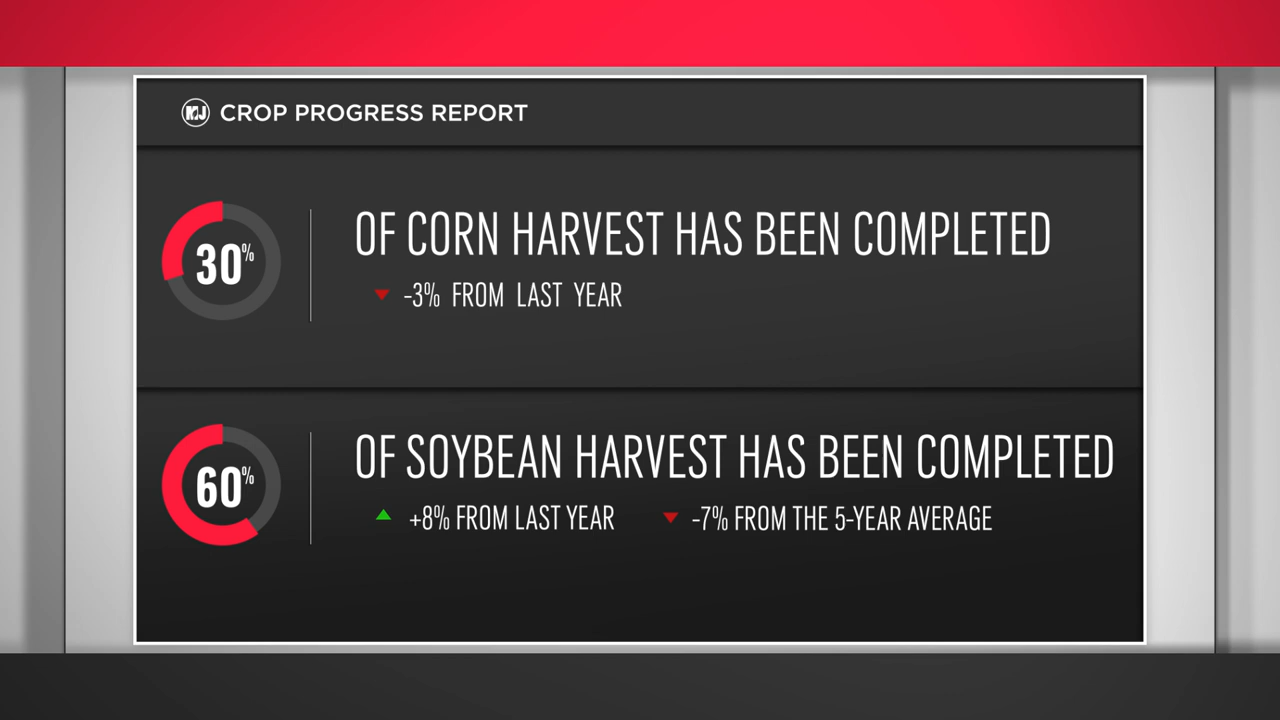 MJ CROP PROGRESS REPORT
30%
OF CORN HARVEST HAS BEEN COMPLETED
-3% FROM LAST YEAR
60%
OF SOYBEAN HARVEST HAS BEEN COMPLETED
+8% FROM LAST YEAR -7% FROM THE 5-YEAR AVERAGE